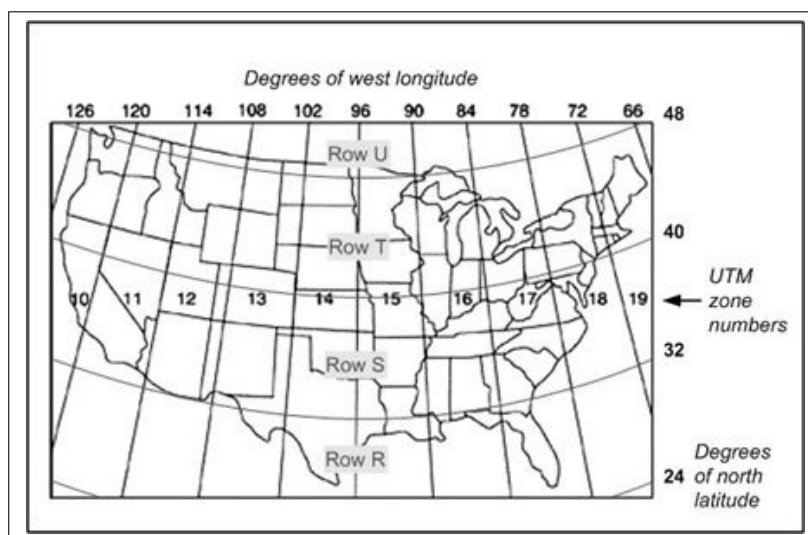 Degrees of west longitude
126 120 114 108 102 96 90 84 78 72 66 48
Row U
40
Row T
UTM
zone
numbers
10 11 12 13 14 15 16 17 18 19
32
Row S
Row R
Degrees
of north
latitude
24